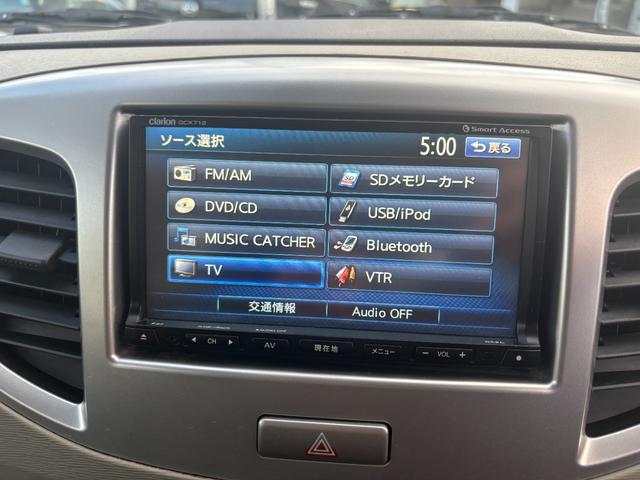 clarion GCX712
Smart Access
ソース選択
5:00
戻る
FM/AM
SDメモリーカード
DVD/CD
USB/iPod
MUSIC CATCHER
Bluetooth
TV
VTR
交通情報
Audio OFF
CH
AV
現在地
メニュー
− VOL +